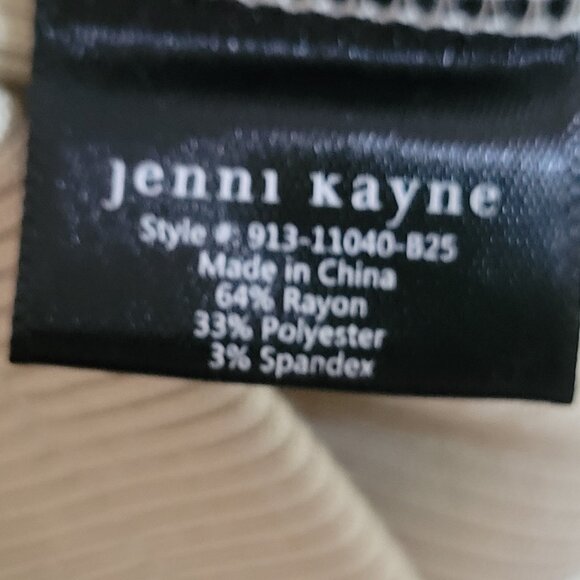 Jenni Kayne
Style #: 913-11040-B25
Made in China
64% Rayon
33% Polyester
3% Spandex